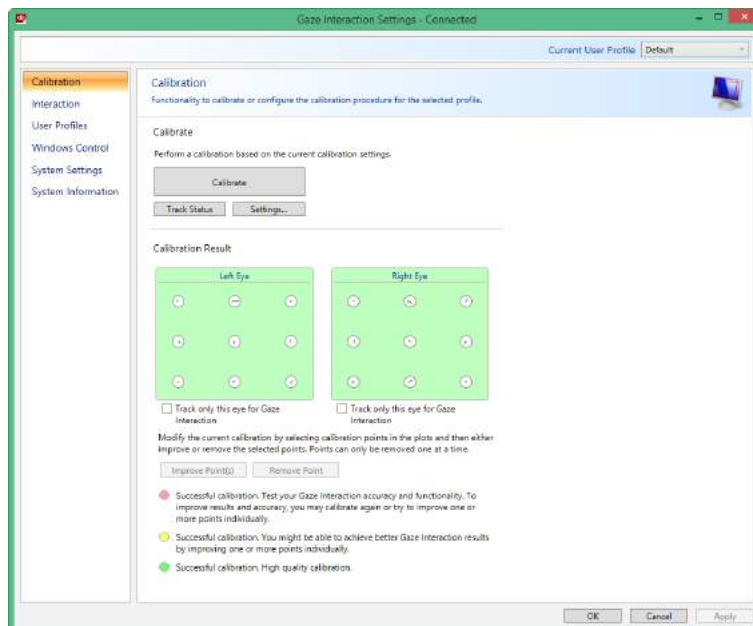 Gaze Interaction Settings - Connected
Current User Profile Default
Calibration
Interaction
User Profiles
Windows Control
System Settings
System Information
Calibration
Functionality to calibrate or configure the calibration procedure for the selected profile.
Calibrate
Perform a calibration based on the current calibration settings.
Calibrate
Track Status Settings...
Calibration Result
Left Eye Right Eye
Track only this eye for Gaze
Interaction
Track only this eye for Gaze
Interaction
Modify the current calibration by selecting calibration points in the plots and then either
improve or remove the selected points. Points can only be removed one at a time.
Improve Point(s) Remove Point
Successful calibration. Test your Gaze Interaction accuracy and functionality. To
improve results and accuracy, you may calibrate again or try to improve one or
more points individually.
Successful calibration. You might be able to achieve better Gaze Interaction results
by improving one or more points individually.
Successful calibration. High quality calibration.
OK Cancel Apply